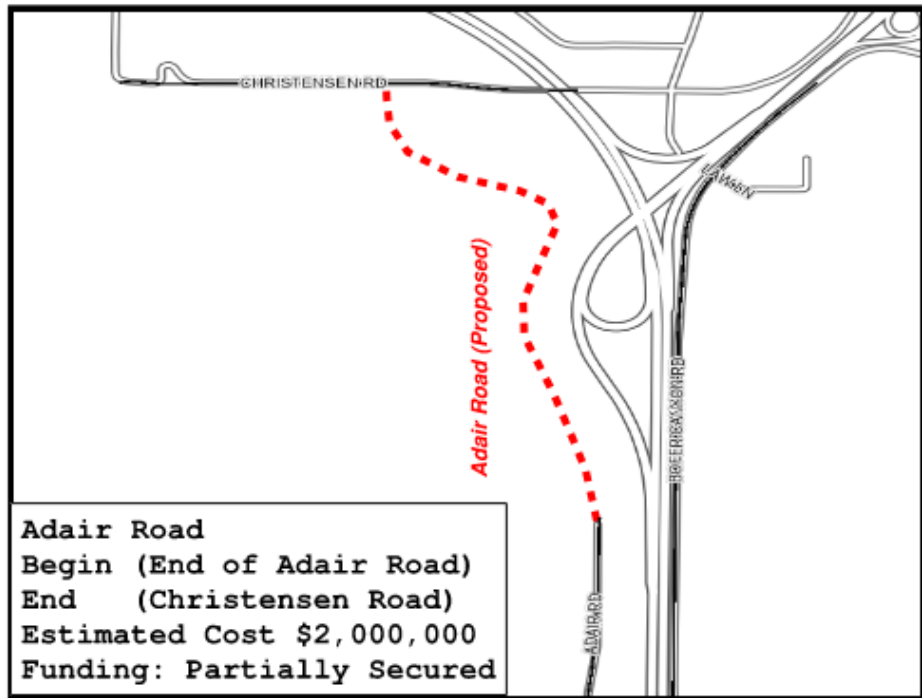 CHRISTENSEN RD
LAWSEN
Adair Road (Proposed)
ADAIR RD
Adair Road
Begin (End of Adair Road)
End (Christensen Road)
Estimated Cost $2,000,000
Funding: Partially Secured